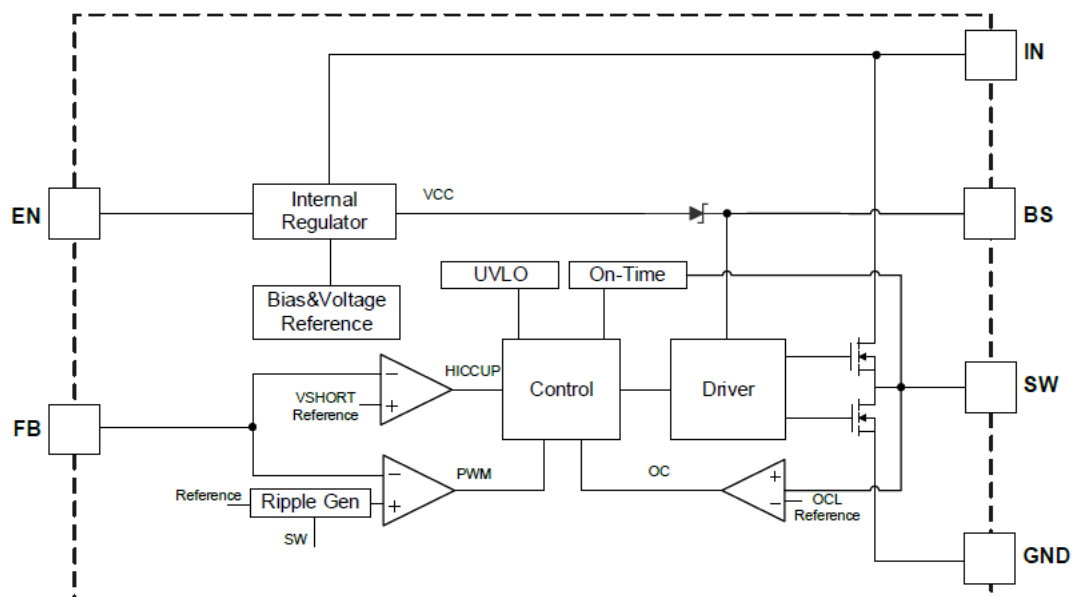 IN
EN
Internal
Regulator
VCC
BS
UVLO
On-Time
Bias&Voltage
Reference
HICCUP
−
VSHORT
+
Reference
Control
Driver
SW
FB
PWM
OC
−
+
+
−
OCL
Reference
Reference
Ripple Gen
SW
GND